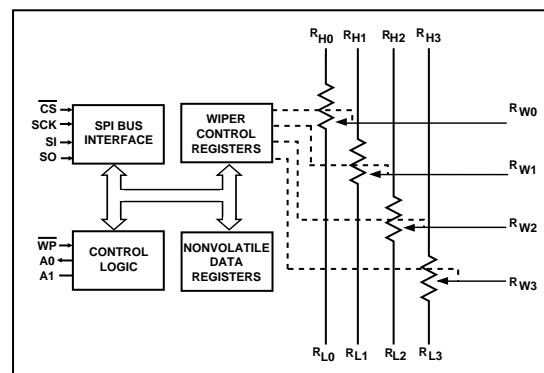 RH0 RH1 RH2 RH3
CS
SCK
SI
SO
SPI BUS
INTERFACE
WIPER
CONTROL
REGISTERS
RW0
RW1
RW2
RW3
WP
A0
A1
CONTROL
LOGIC
NONVOLATILE
DATA
REGISTERS
RL0 RL1 RL2 RL3